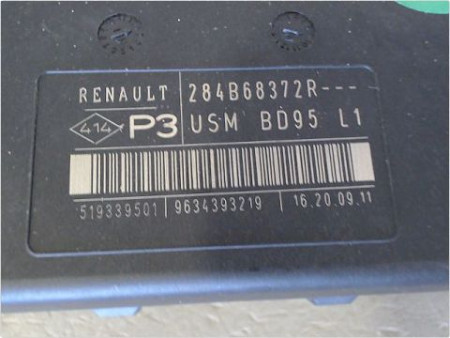 RENAULT 284B68372R---
414 P3 USM BD95 L1
519339501 9634393219 16.20.09.11